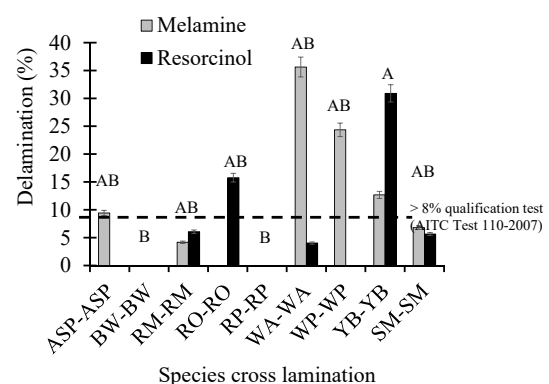 Melamine
Resorcinol
Delamination (%)
40
35
30
25
20
15
10
5
0
AB
B
AB
AB
B
AB
AB
A
AB
> 8% qualification test
(AITC Test 110-2007)
ASP-ASP
BW-BW
RM-RM
RO-RO
RP-RP
WA-WA
WP-WP
YB-YB
SM-SM
Species cross lamination